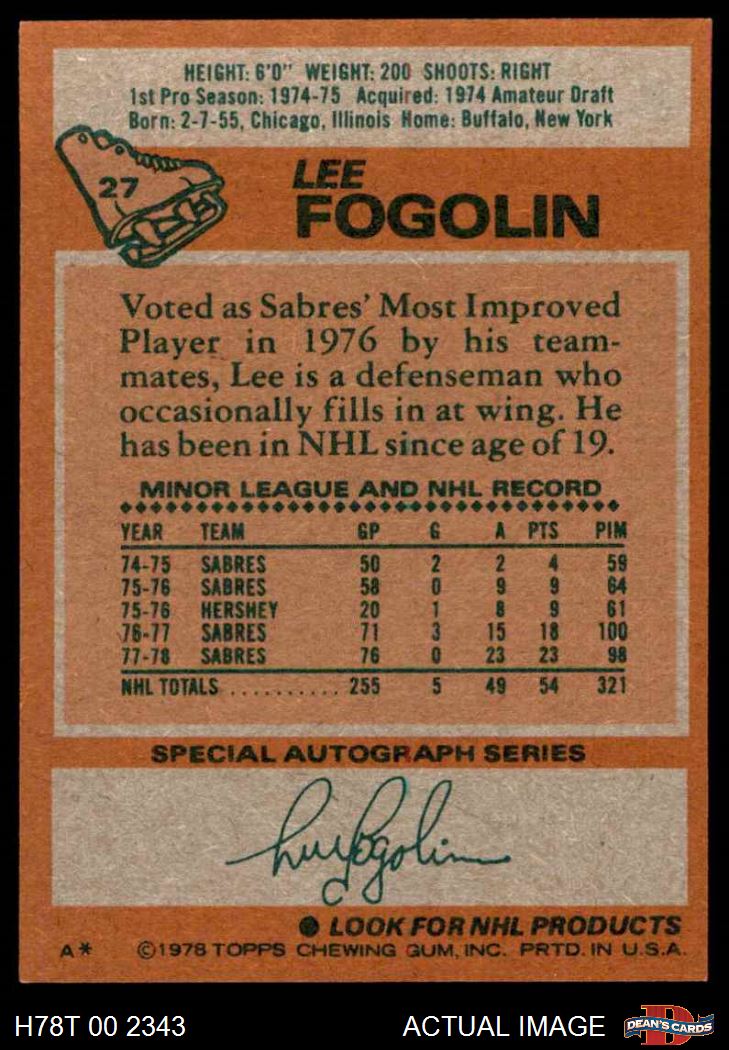 HEIGHT: 6'0" WEIGHT: 200 SHOOTS: RIGHT
1st Pro Season: 1974-75 Acquired: 1974 Amateur Draft
Born: 2-7-55, Chicago, Illinois Home: Buffalo, New York
27
LEE
FOGOLIN
Voted as Sabres' Most Improved
Player in 1976 by his team-
mates, Lee is a defenseman who
occasionally fills in at wing. He
has been in NHL since age of 19.
MINOR LEAGUE AND NHL RECORD
YEAR TEAM GP G A PTS PIM
74-75 SABRES 50 2 2 4 59
75-76 SABRES 58 0 9 9 64
75-76 HERSHEY 20 1 8 9 61
76-77 SABRES 71 3 15 18 100
77-78 SABRES 76 0 23 23 98
NHL TOTALS .......... 255 5 49 54 321
SPECIAL AUTOGRAPH SERIES
Lee Fogolin
LOOK FOR NHL PRODUCTS
A* ©1978 TOPPS CHEWING GUM, INC. PRTD. IN U.S.A.
H78T 00 2343 ACTUAL IMAGE DEAN'S CARDS